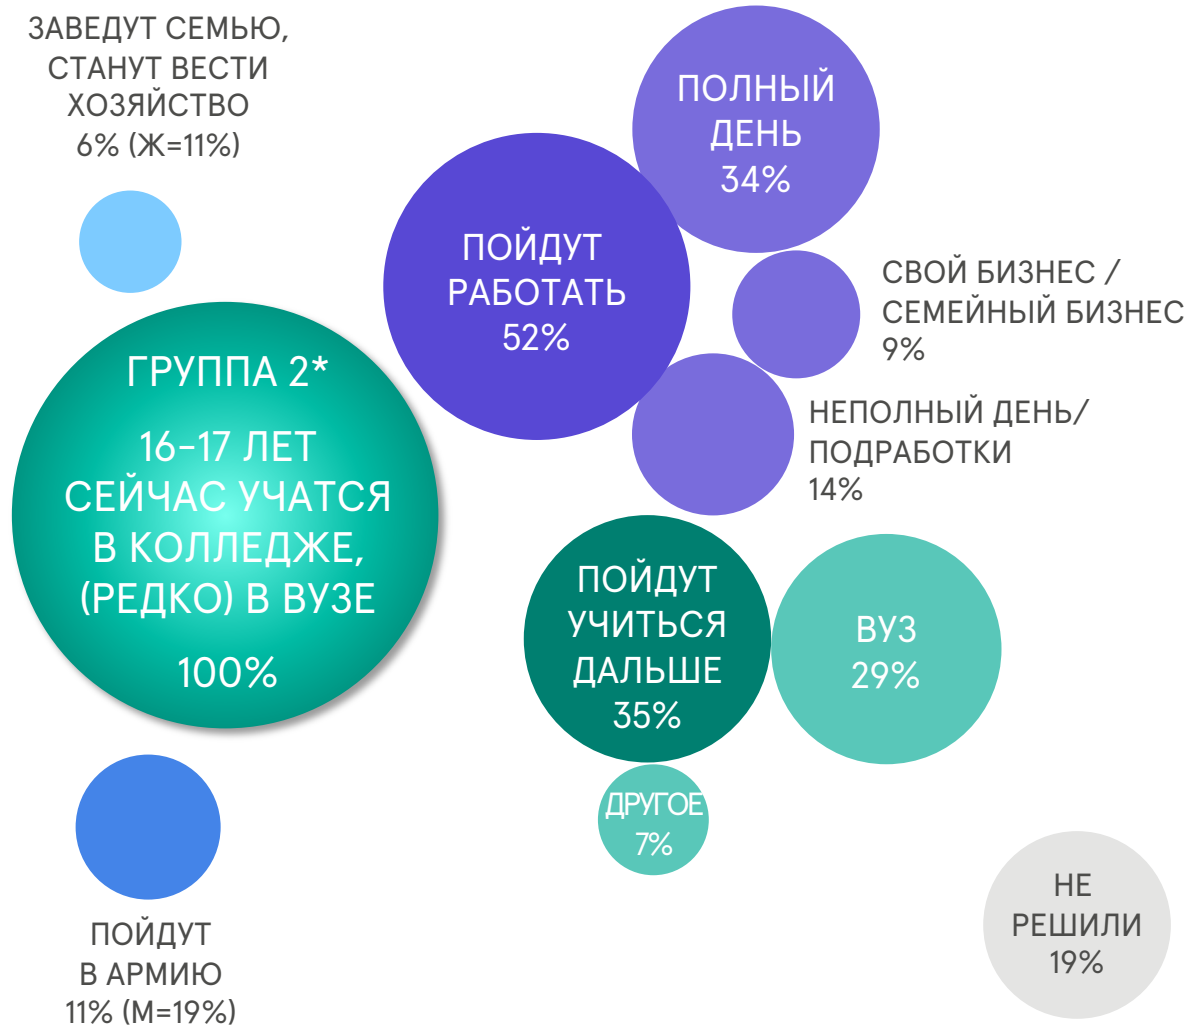 ЗАВЕДУТ СЕМЬЮ,
СТАНУТ ВЕСТИ
ХОЗЯЙСТВО
6% (Ж=11%)
ПОЛНЫЙ
ДЕНЬ
34%
ПОЙДУТ
РАБОТАТЬ
52%
СВОЙ БИЗНЕС /
СЕМЕЙНЫЙ БИЗНЕС
9%
НЕПОЛНЫЙ ДЕНЬ/
ПОДРАБОТКИ
14%
ГРУППА 2*
16-17 ЛЕТ
СЕЙЧАС УЧАТСЯ
В КОЛЛЕДЖЕ,
(РЕДКО) В ВУЗЕ
100%
ПОЙДУТ
УЧИТЬСЯ
ДАЛЬШЕ
35%
ВУЗ
29%
ДРУГОЕ
7%
НЕ
РЕШИЛИ
19%
ПОЙДУТ
В АРМИЮ
11% (М=19%)